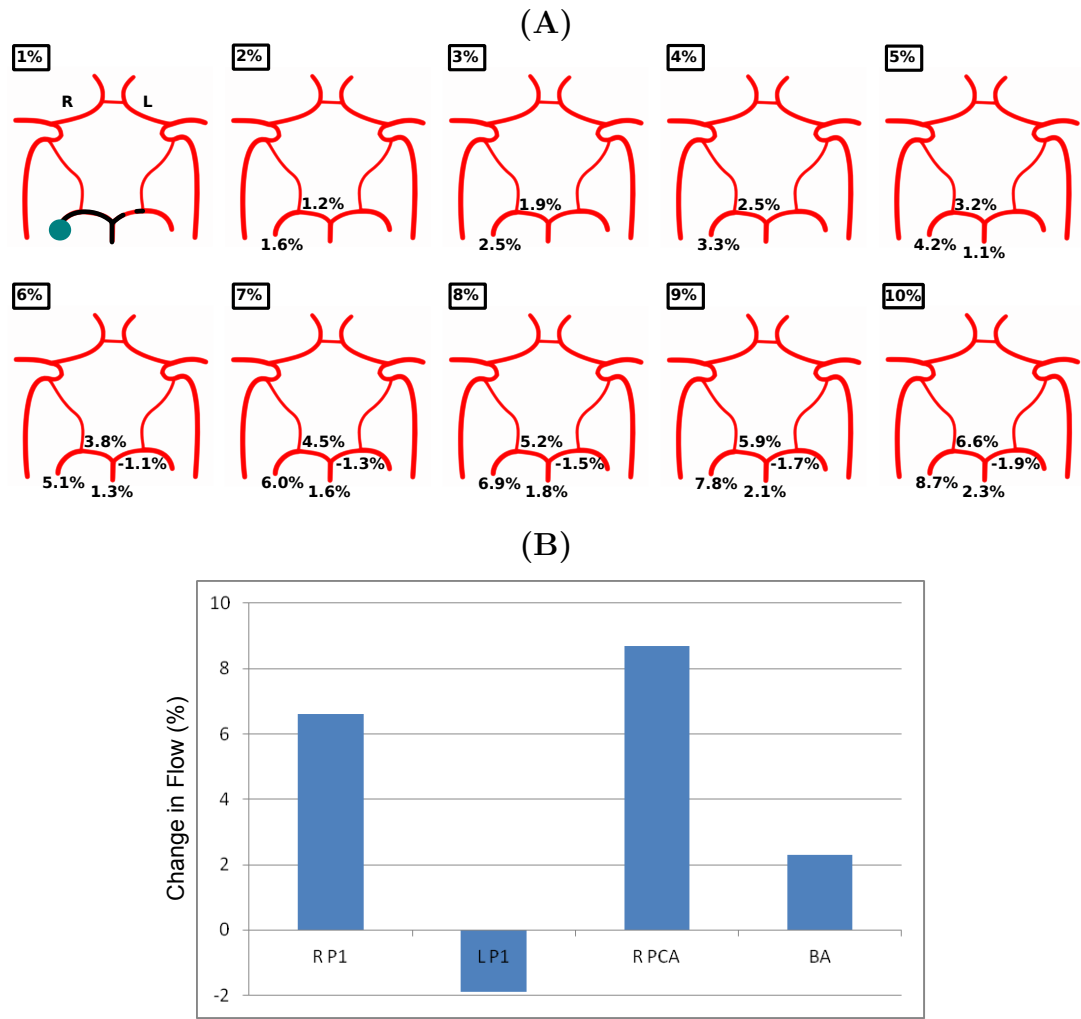 (A)
1% 2% 3% 4% 5%
R L
1.2% 1.9% 2.5% 3.2%
1.6% 2.5% 3.3% 4.2% 1.1%
6% 7% 8% 9% 10%
3.8% 4.5% 5.2% 5.9% 6.6%
-1.1% -1.3% -1.5% -1.7% -1.9%
5.1% 1.3% 6.0% 1.6% 6.9% 1.8% 7.8% 2.1% 8.7% 2.3%
(B)
Change in Flow (%)
10
8
6
4
2
0
-2
R P1 L P1 R PCA BA